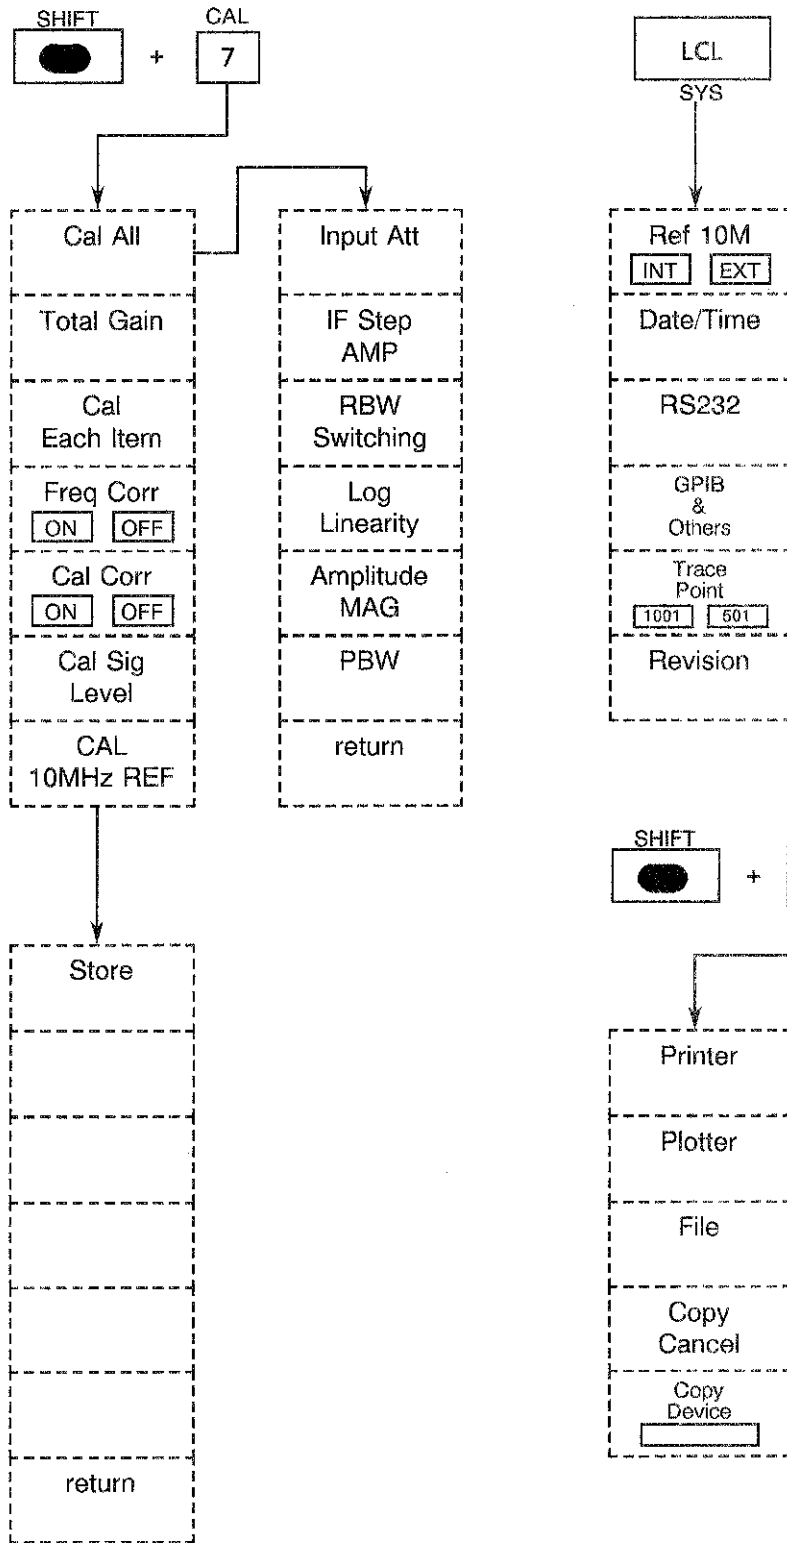 SHIFT
+
CAL
7
Cal All
Total Gain
Cal
Each Item
Freq Corr
ON OFF
Cal Corr
ON OFF
Cal Sig
Level
CAL
10MHz REF
Input Att
IF Step
AMP
RBW
Switching
Log
Linearity
Amplitude
MAG
PBW
return
Store
return
LCL
SYS
Ref 10M
INT EXT
Date/Time
RS232
GPIB
&
Others
Trace
Point
1001 501
Revision
SHIFT
+
Printer
Plotter
File
Copy
Cancel
Copy
Device